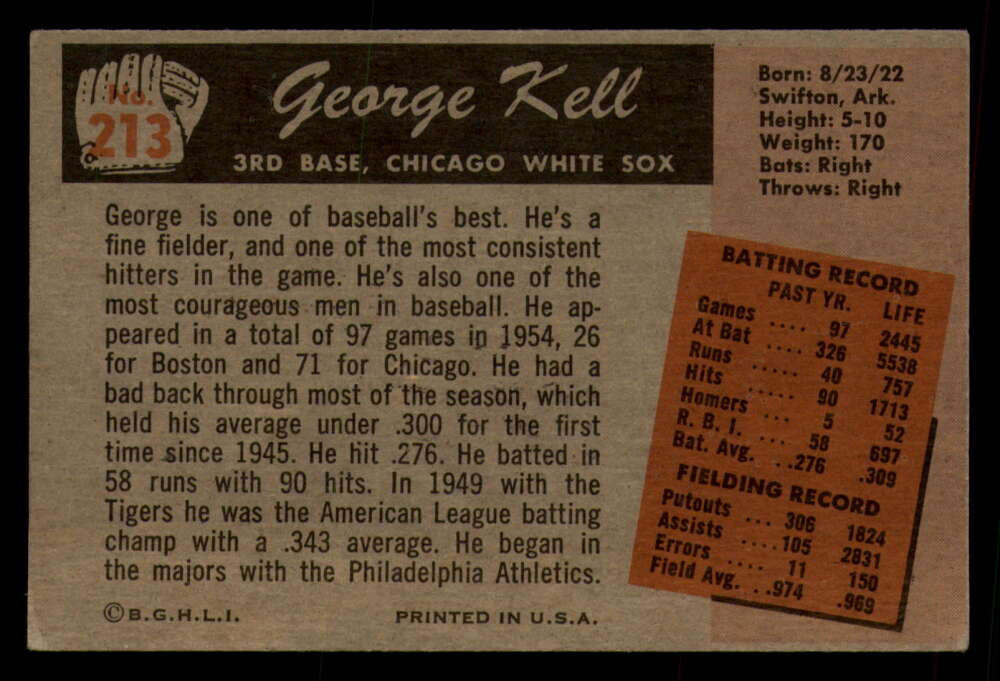 No.
213
George Kell
3RD BASE, CHICAGO WHITE SOX
Born: 8/23/22
Swifton, Ark.
Height: 5-10
Weight: 170
Bats: Right
Throws: Right
George is one of baseball's best. He's a
fine fielder, and one of the most consistent
hitters in the game. He's also one of the
most courageous men in baseball. He ap-
peared in a total of 97 games in 1954, 26
for Boston and 71 for Chicago. He had a
bad back through most of the season, which
held his average under .300 for the first
time since 1945. He hit .276. He batted in
58 runs with 90 hits. In 1949 with the
Tigers he was the American League batting
champ with a .343 average. He began in
the majors with the Philadelphia Athletics.
BATTING RECORD
PAST YR. LIFE
Games .... 97 2445
At Bat .... 326 5538
Runs ..... 40 757
Hits ..... 90 1713
Homers ... 5 52
R. B. I. ... 58 697
Bat. Avg. ...276 .309
FIELDING RECORD
Putouts ... 306 1824
Assists ....105 2831
Errors .... 11 150
Field Avg. ..974 .969
©B.G.H.L.I.
PRINTED IN U.S.A.